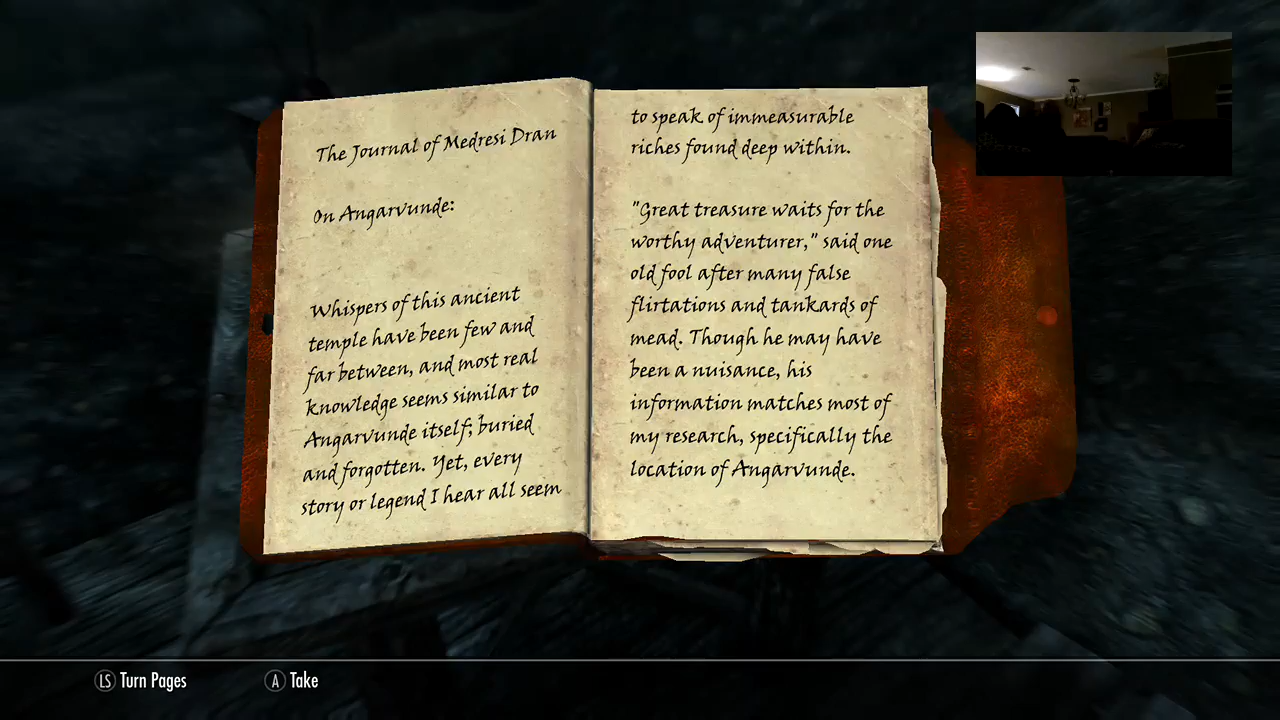 The Journal of Medresi Dran
On Angarvunde:
Whispers of this ancient
temple have been few and
far between, and most real
knowledge seems similar to
Angarvunde itself; buried
and forgotten. Yet, every
story or legend I hear all seem
to speak of immeasurable
riches found deep within.
"Great treasure waits for the
worthy adventurer," said one
old fool after many false
flirtations and tankards of
mead. Though he may have
been a nuisance, his
information matches most of
my research, specifically the
location of Angarvunde.
LS Turn Pages
A Take